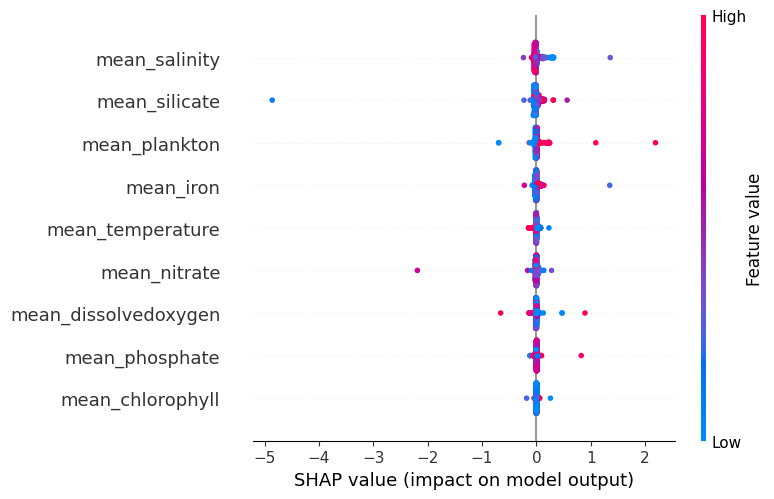 High
mean_salinity
mean_silicate
mean_plankton
mean_iron
mean_temperature
mean_nitrate
mean_dissolvedoxygen
mean_phosphate
mean_chlorophyll
Feature value
Low
−5 −4 −3 −2 −1 0 1 2
SHAP value (impact on model output)